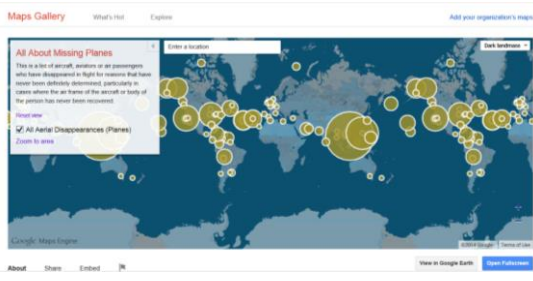 Maps Gallery
What's Hot
Explore
Add your organization's maps
All About Missing Planes
This is a list of aircraft, aviators or air passengers
who have disappeared in flight for reasons that have
never been definitely determined, particularly in
cases where the air frame of the aircraft or body of
the person has never been recovered.
Reset view
All Aerial Disappearances (Planes)
Zoom to area
Enter a location
Dark landmass
Google Maps Engine
©2014 Google
Terms of Use
About
Share
Embed
View in Google Earth
Open Fullscreen